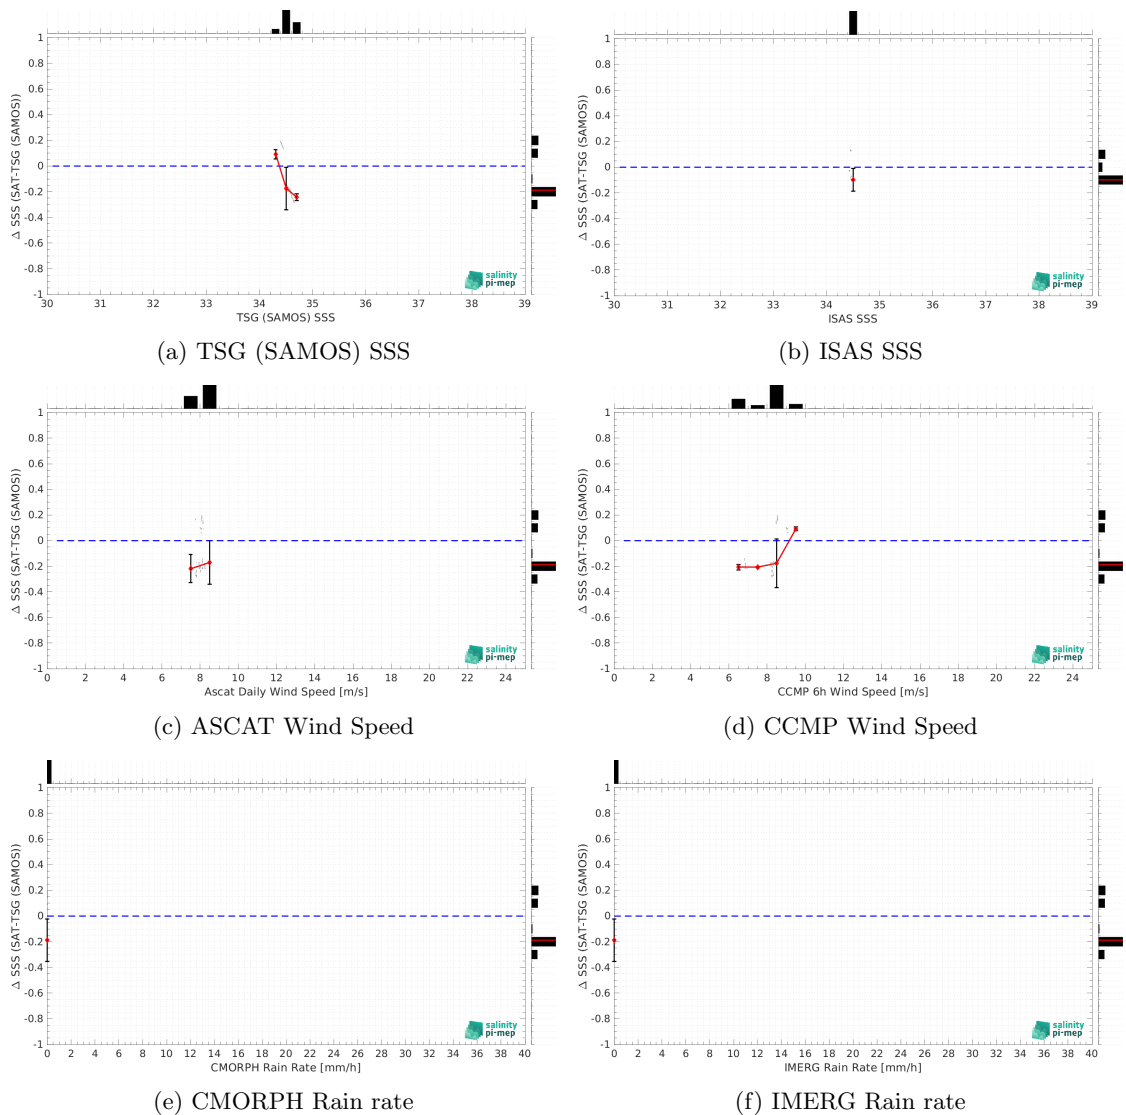 1
0.8
0.6
0.4
0.2
0
-0.2
-0.4
-0.6
-0.8
-1
Δ SSS (SAT-TSG (SAMOS))
30 31 32 33 34 35 36 37 38 39
TSG (SAMOS) SSS
salinity
pi-mep
(a) TSG (SAMOS) SSS
1
0.8
0.6
0.4
0.2
0
-0.2
-0.4
-0.6
-0.8
-1
Δ SSS (SAT-TSG (SAMOS))
30 31 32 33 34 35 36 37 38 39
ISAS SSS
salinity
pi-mep
(b) ISAS SSS
1
0.8
0.6
0.4
0.2
0
-0.2
-0.4
-0.6
-0.8
-1
Δ SSS (SAT-TSG (SAMOS))
0 2 4 6 8 10 12 14 16 18 20 22 24
Ascat Daily Wind Speed [m/s]
salinity
pi-mep
(c) ASCAT Wind Speed
1
0.8
0.6
0.4
0.2
0
-0.2
-0.4
-0.6
-0.8
-1
Δ SSS (SAT-TSG (SAMOS))
0 2 4 6 8 10 12 14 16 18 20 22 24
CCMP 6h Wind Speed [m/s]
salinity
pi-mep
(d) CCMP Wind Speed
1
0.8
0.6
0.4
0.2
0
-0.2
-0.4
-0.6
-0.8
-1
Δ SSS (SAT-TSG (SAMOS))
0 2 4 6 8 10 12 14 16 18 20 22 24 26 28 30 32 34 36 38 40
CMORPH Rain Rate [mm/h]
salinity
pi-mep
(e) CMORPH Rain rate
1
0.8
0.6
0.4
0.2
0
-0.2
-0.4
-0.6
-0.8
-1
Δ SSS (SAT-TSG (SAMOS))
0 2 4 6 8 10 12 14 16 18 20 22 24 26 28 30 32 34 36 38 40
IMERG Rain Rate [mm/h]
salinity
pi-mep
(f) IMERG Rain rate